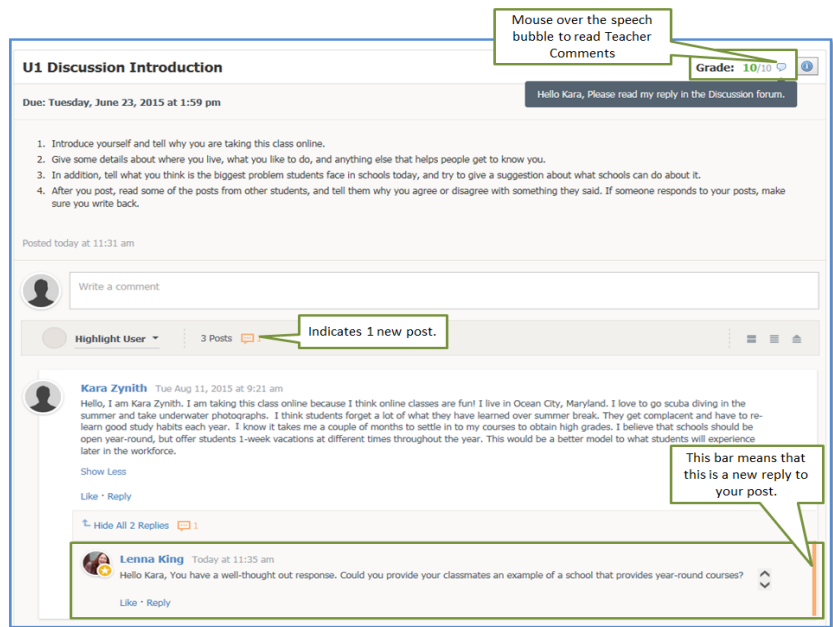 Mouse over the speech
bubble to read Teacher
Comments
U1 Discussion Introduction
Grade: 10/10
Due: Tuesday, June 23, 2015 at 1:59 pm
Hello Kara, Please read my reply in the Discussion forum.
1. Introduce yourself and tell why you are taking this class online.
2. Give some details about where you live, what you like to do, and anything else that helps people get to know you.
3. In addition, tell what you think is the biggest problem students face in schools today, and try to give a suggestion about what schools can do about it.
4. After you post, read some of the posts from other students, and tell them why you agree or disagree with something they said. If someone responds to your posts, make
sure you write back.
Posted today at 11:31 am
Write a comment
Highlight User
3 Posts
Indicates 1 new post.
Kara Zynith Tue Aug 11, 2015 at 9:21 am
Hello, I am Kara Zynith. I am taking this class online because I think online classes are fun! I live in Ocean City, Maryland. I love to go scuba diving in the
summer and take underwater photographs. I think students forget a lot of what they have learned over summer break. They get complacent and have to re-
learn good study habits each year. I know it takes me a couple of months to settle in to my courses to obtain high grades. I believe that schools should be
open year-round, but offer students 1-week vacations at different times throughout the year. This would be a better model to what students will experience
later in the workforce.
This bar means that
this is a new reply to
your post.
Show Less
Like · Reply
Hide All 2 Replies 1
Lenna King Today at 11:35 am
Hello Kara, You have a well-thought out response. Could you provide your classmates an example of a school that provides year-round courses?
Like · Reply